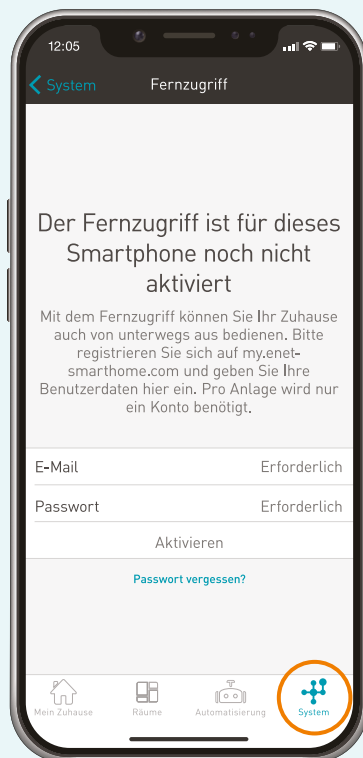 12:05
System
Fernzugriff
Der Fernzugriff ist für dieses
Smartphone noch nicht
aktiviert
Mit dem Fernzugriff können Sie Ihr Zuhause
auch von unterwegs aus bedienen. Bitte
registrieren Sie sich auf my.enet-
smarthome.com und geben Sie Ihre
Benutzerdaten hier ein. Pro Anlage wird nur
ein Konto benötigt.
E-Mail Erforderlich
Passwort Erforderlich
Aktivieren
Passwort vergessen?
Mein Zuhause Räume Automatisierung System